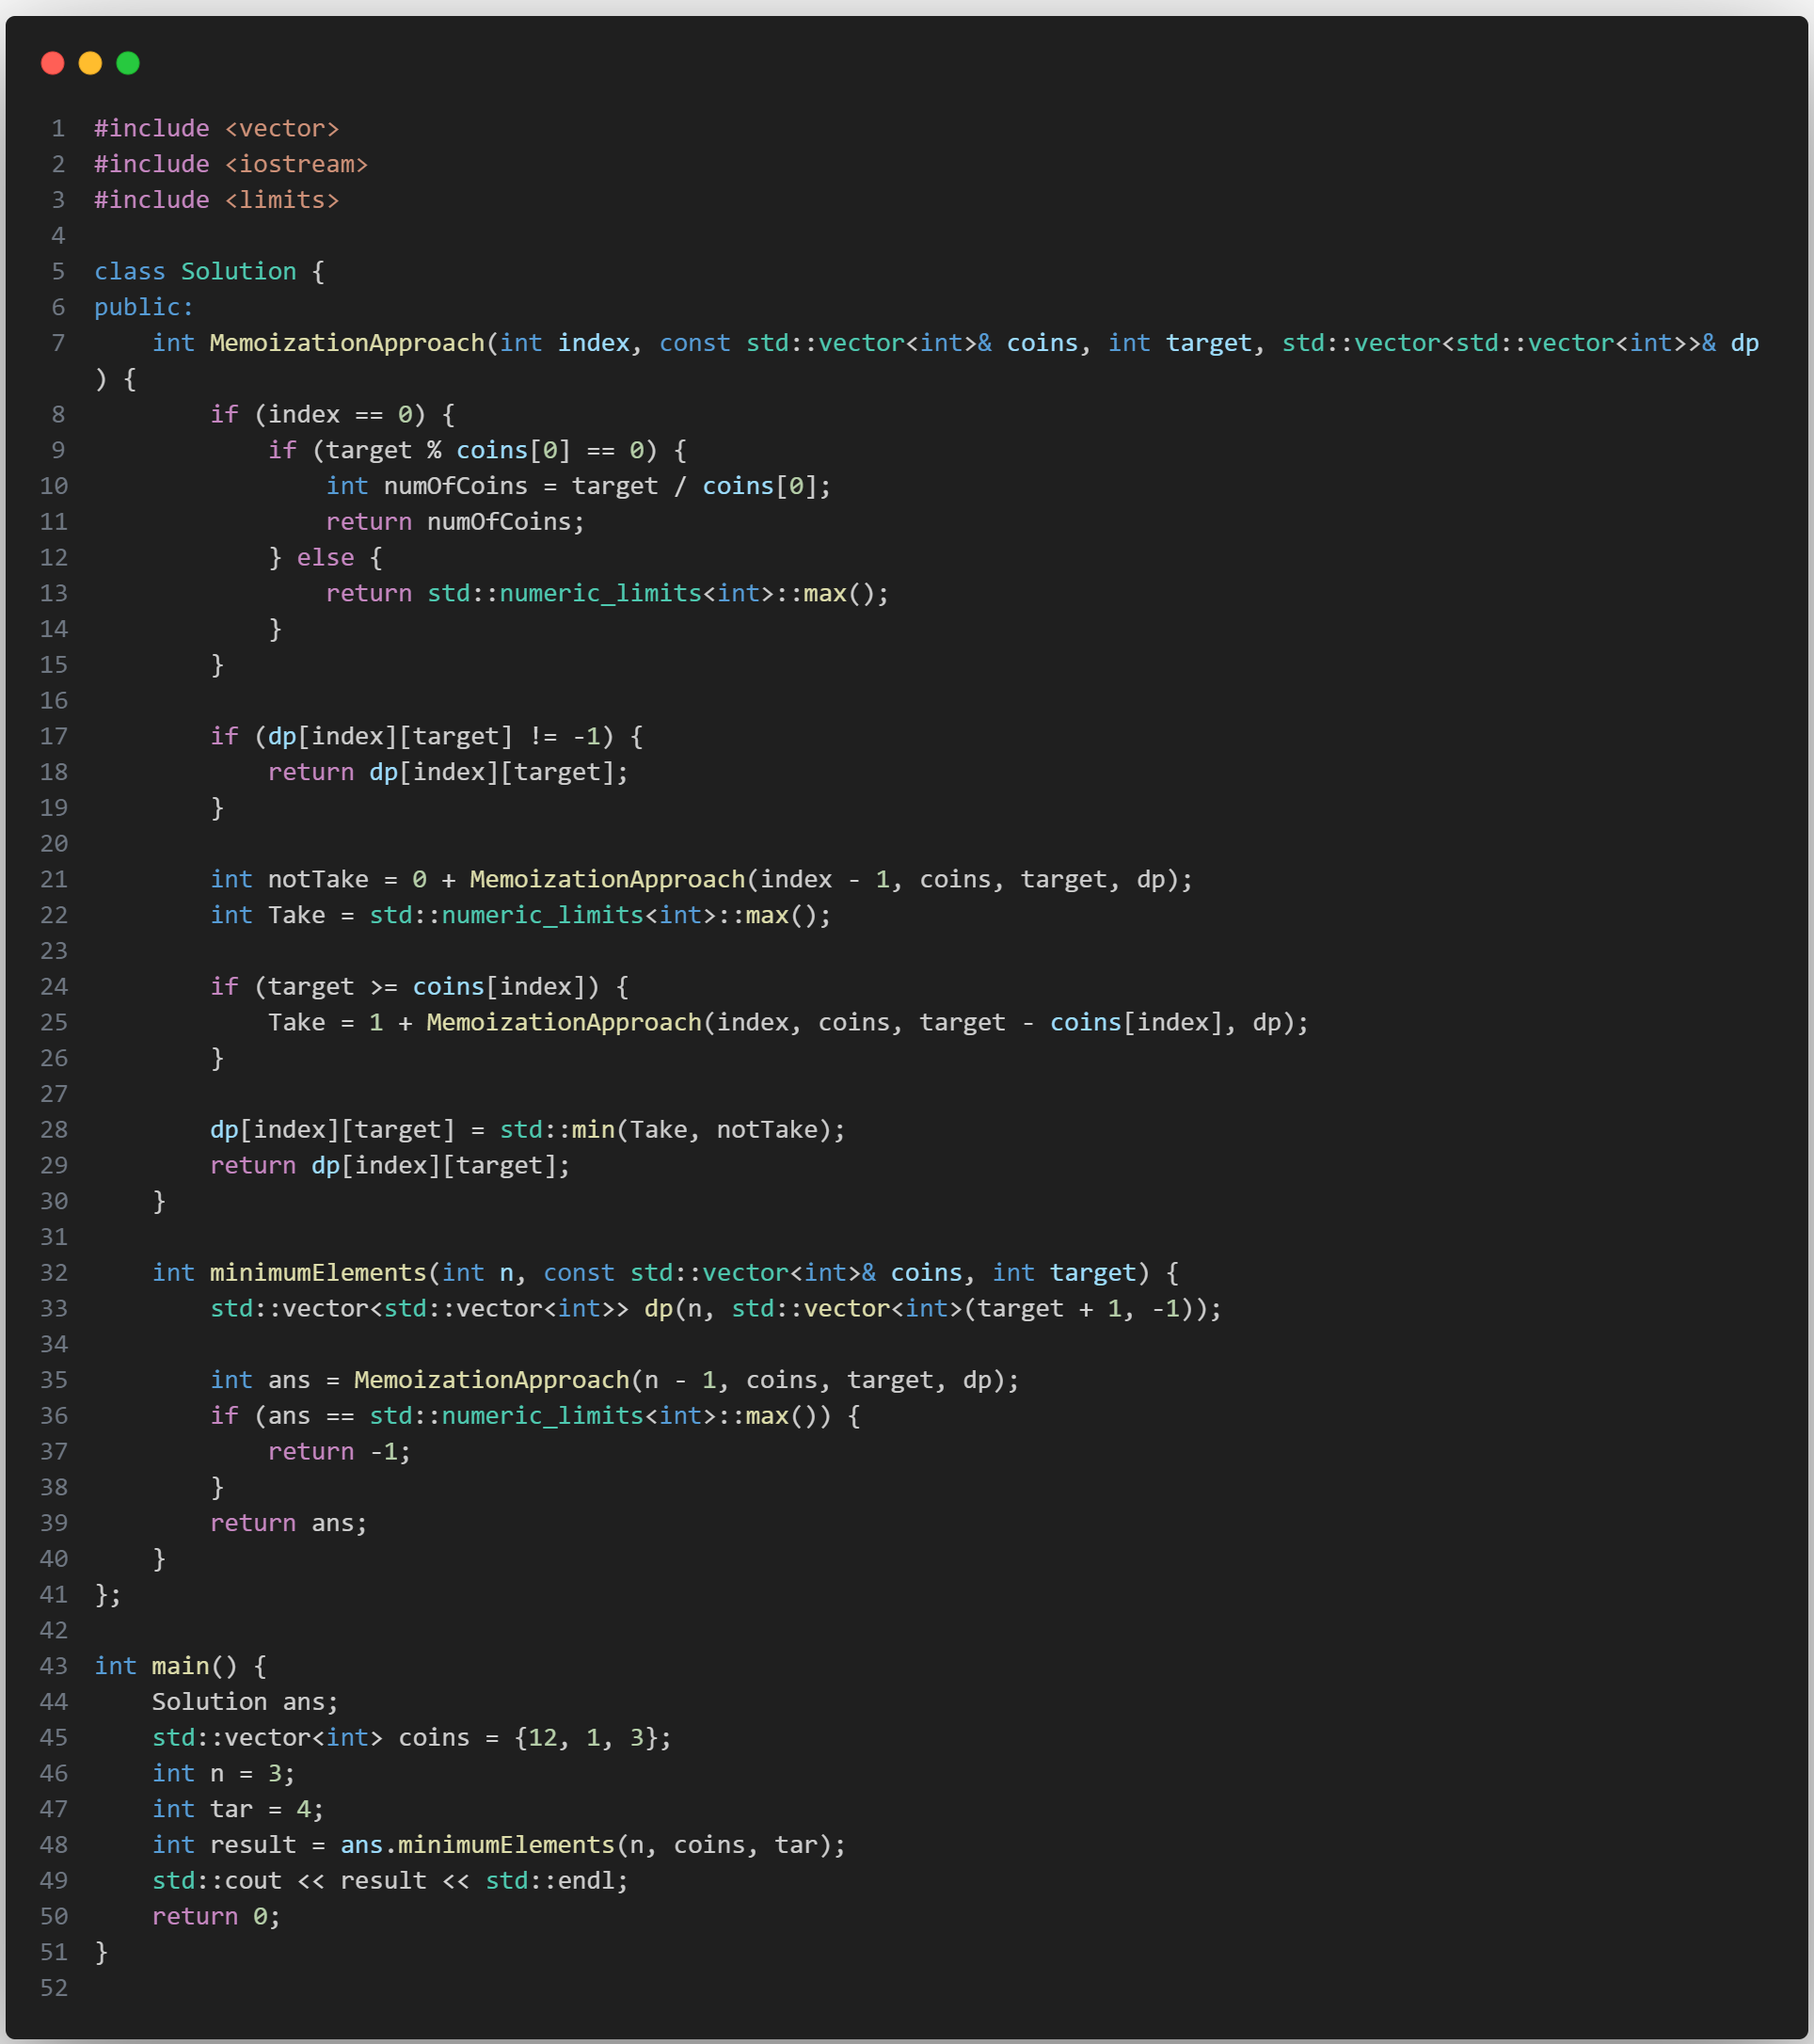 1 #include <vector>
2 #include <iostream>
3 #include <limits>
4
5 class Solution {
6 public:
7     int MemoizationApproach(int index, const std::vector<int>& coins, int target, std::vector<std::vector<int>>& dp
) {
8         if (index == 0) {
9             if (target % coins[0] == 0) {
10                 int numOfCoins = target / coins[0];
11                 return numOfCoins;
12             } else {
13                 return std::numeric_limits<int>::max();
14             }
15         }
16
17         if (dp[index][target] != -1) {
18             return dp[index][target];
19         }
20
21         int notTake = 0 + MemoizationApproach(index - 1, coins, target, dp);
22         int Take = std::numeric_limits<int>::max();
23
24         if (target >= coins[index]) {
25             Take = 1 + MemoizationApproach(index, coins, target - coins[index], dp);
26         }
27
28         dp[index][target] = std::min(Take, notTake);
29         return dp[index][target];
30     }
31
32     int minimumElements(int n, const std::vector<int>& coins, int target) {
33         std::vector<std::vector<int>> dp(n, std::vector<int>(target + 1, -1));
34
35         int ans = MemoizationApproach(n - 1, coins, target, dp);
36         if (ans == std::numeric_limits<int>::max()) {
37             return -1;
38         }
39         return ans;
40     }
41 };
42
43 int main() {
44     Solution ans;
45     std::vector<int> coins = {12, 1, 3};
46     int n = 3;
47     int tar = 4;
48     int result = ans.minimumElements(n, coins, tar);
49     std::cout << result << std::endl;
50     return 0;
51 }
52